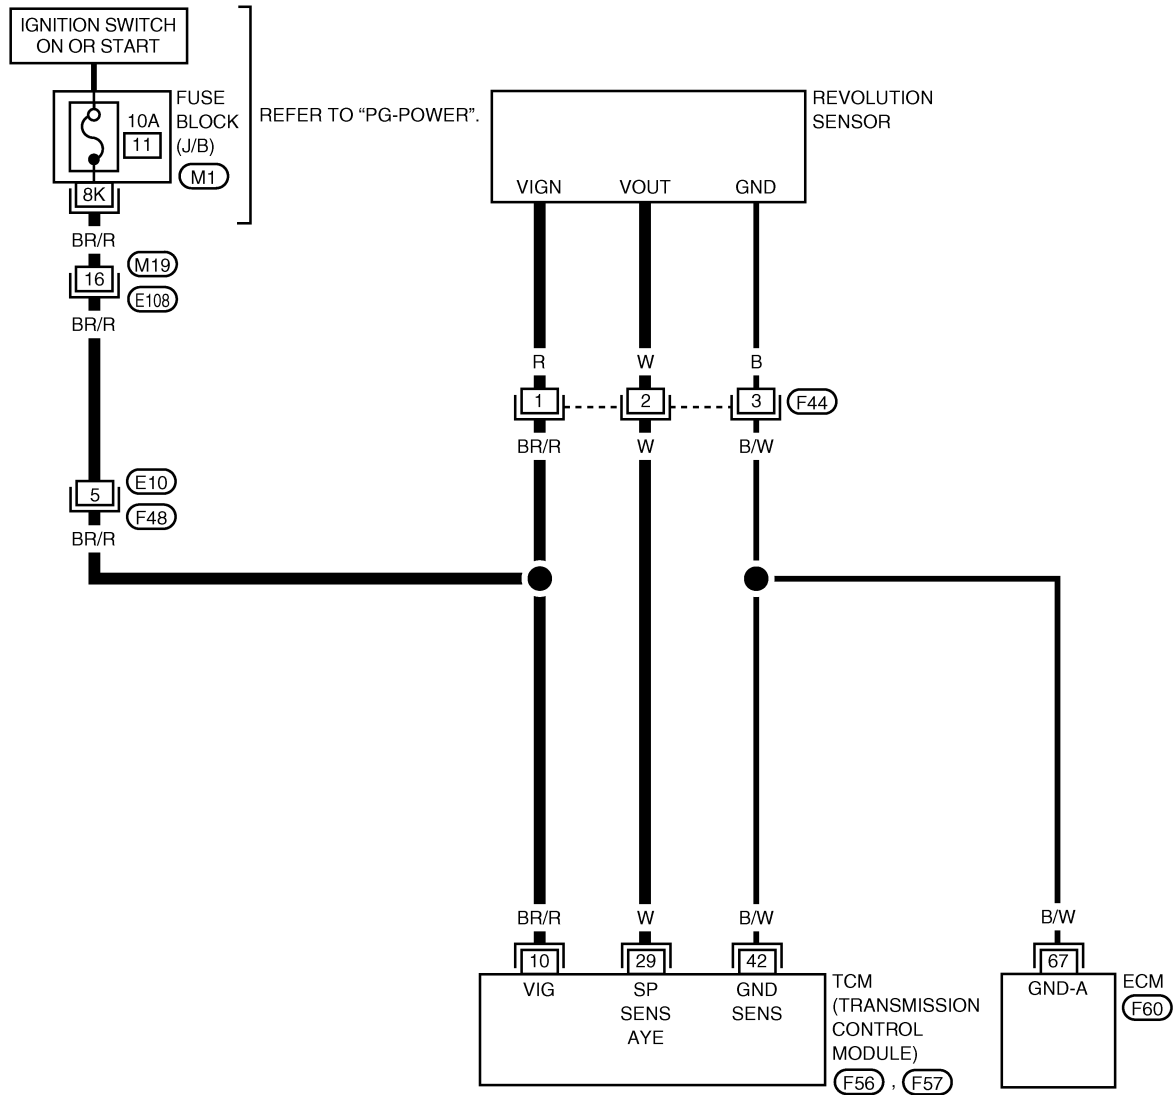 IGNITION SWITCH
ON OR START
FUSE
BLOCK
(J/B)
10A
11
M1
REFER TO “PG-POWER”.
8K
BR/R
16
M19
E108
BR/R
5
E10
F48
BR/R
REVOLUTION
SENSOR
VIGN
VOUT
GND
R
W
B
1
2
3
F44
BR/R
W
B/W
BR/R
W
B/W
B/W
10
29
42
67
VIG
SP
SENS
AYE
GND
SENS
TCM
(TRANSMISSION
CONTROL
MODULE)
F56 , F57
GND-A
ECM
F60